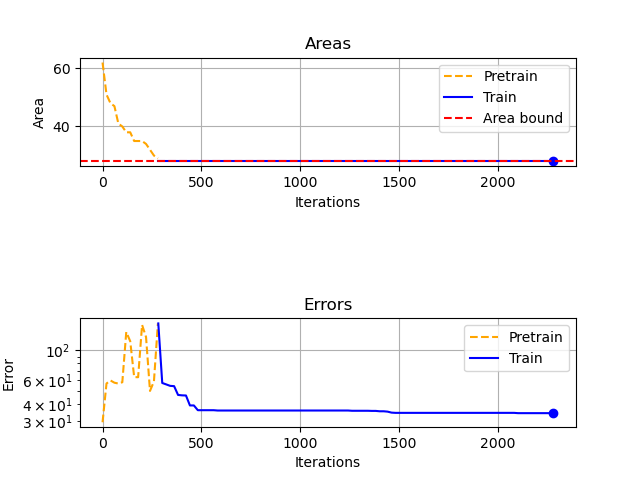 Areas
60
40
Area
Pretrain
Train
Area bound
0 500 1000 1500 2000
Iterations
Errors
10²
6 × 10¹
4 × 10¹
3 × 10¹
Error
Pretrain
Train
0 500 1000 1500 2000
Iterations